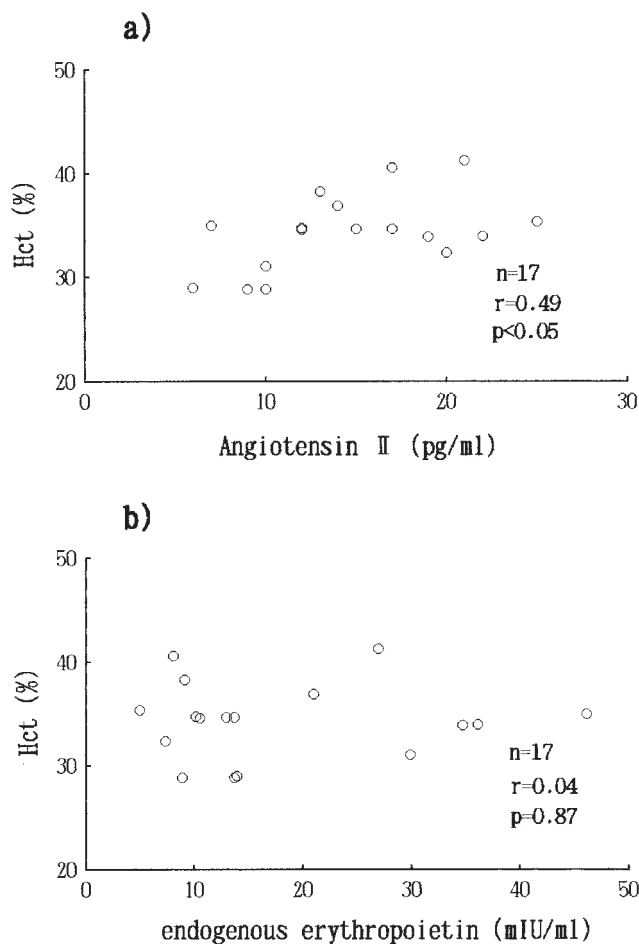 a)
50
40
30
20
Hct (%)
n=17
r=0.49
p<0.05
0 10 20 30
Angiotensin Ⅱ (pg/ml)
b)
50
40
30
20
Hct (%)
n=17
r=0.04
p=0.87
0 10 20 30 40 50
endogenous erythropoietin (mIU/ml)